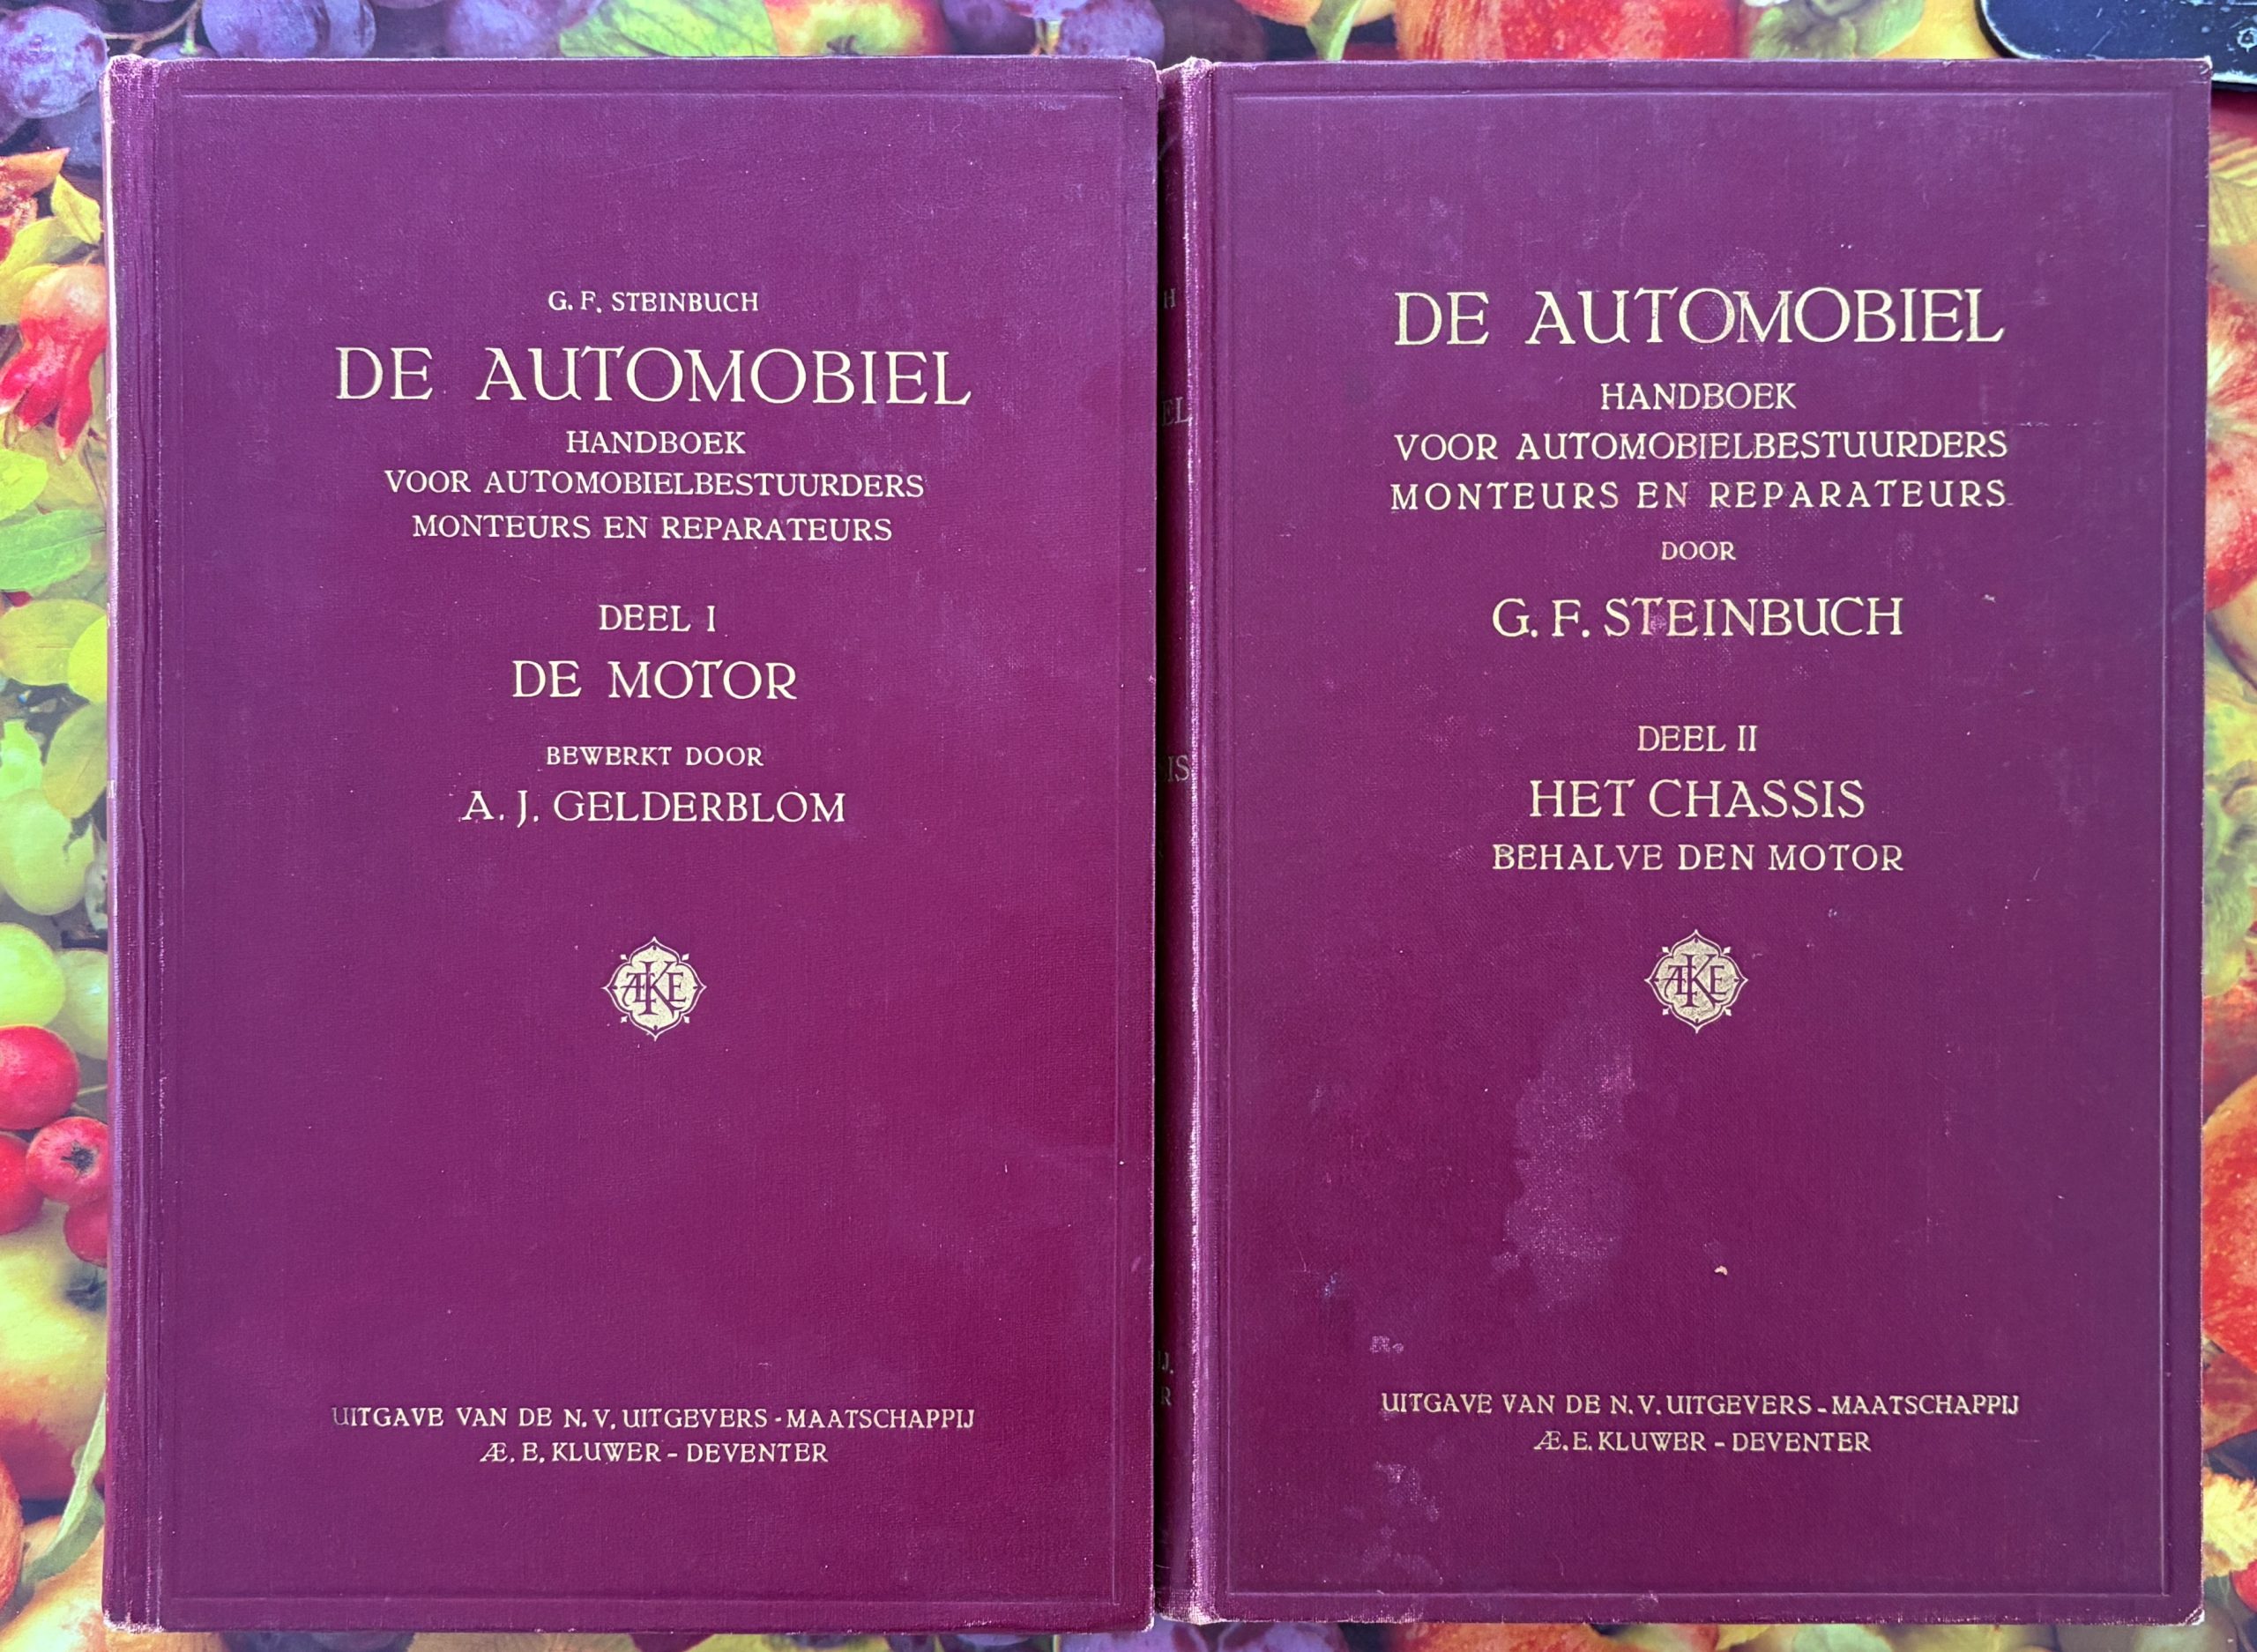 G. F. STEINBUCH
DE AUTOMOBIEL
HANDBOEK
VOOR AUTOMOBIELBESTUURDERS
MONTEURS EN REPARATEURS
DEEL I
DE MOTOR
BEWERKT DOOR
A. J. GELDERBLOM
ÆKE
UITGAVE VAN DE N.V. UITGEVERS-MAATSCHAPPIJ
Æ. E. KLUWER - DEVENTER
DE AUTOMOBIEL
HANDBOEK
VOOR AUTOMOBIELBESTUURDERS
MONTEURS EN REPARATEURS
DOOR
G. F. STEINBUCH
DEEL II
HET CHASSIS
BEHALVE DEN MOTOR
ÆKE
UITGAVE VAN DE N.V. UITGEVERS-MAATSCHAPPIJ
Æ. E. KLUWER - DEVENTER